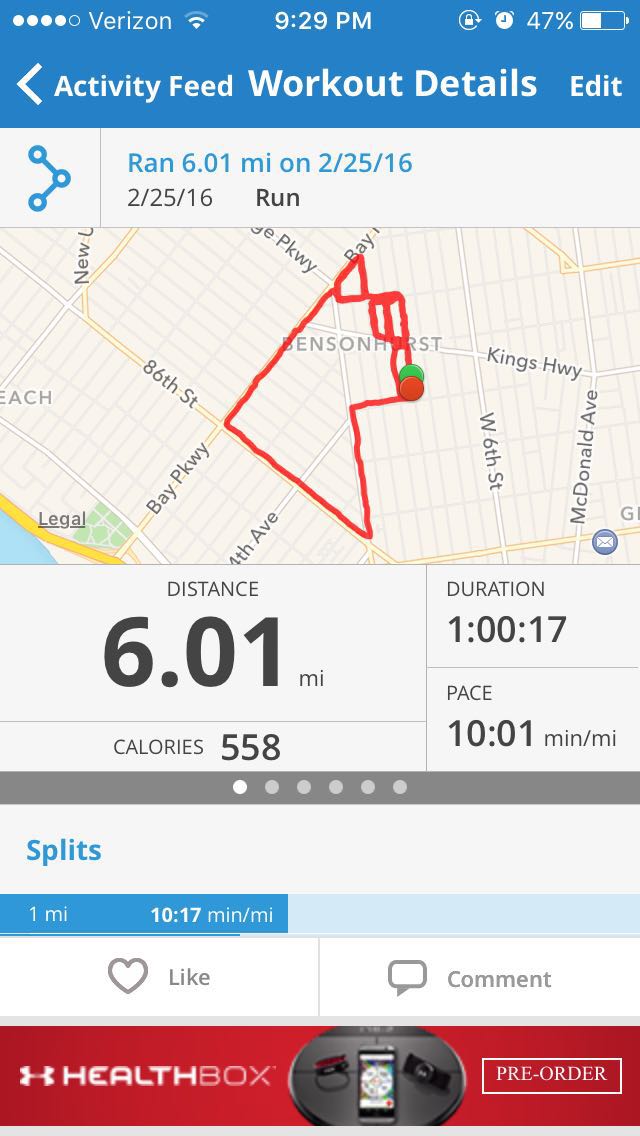 Verizon 9:29 PM 47%
Activity Feed Workout Details Edit
Ran 6.01 mi on 2/25/16
2/25/16 Run
New U
ge Pkwy
Bay
BENSONHURST
Kings Hwy
86th St
EACH
W 6th St
McDonald Ave
Bay Pkwy
Legal
4th Ave
G
DISTANCE
6.01 mi
DURATION
1:00:17
PACE
10:01 min/mi
CALORIES 558
Splits
1 mi 10:17 min/mi
Like
Comment
HEALTHBOX
PRE-ORDER